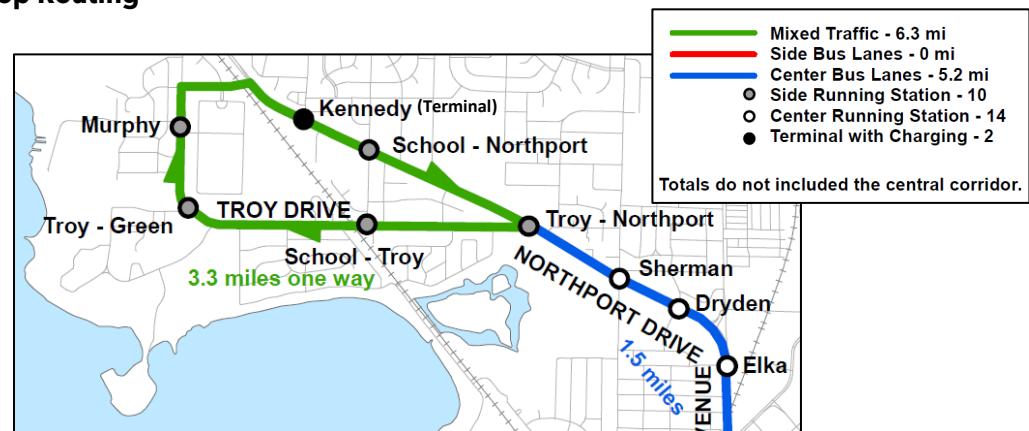 op Routing
Mixed Traffic - 6.3 mi
Side Bus Lanes - 0 mi
Center Bus Lanes - 5.2 mi
Side Running Station - 10
Center Running Station - 14
Terminal with Charging - 2
Totals do not included the central corridor.
Kennedy (Terminal)
Murphy
School - Northport
TROY DRIVE
Troy - Northport
Troy - Green
School - Troy
3.3 miles one way
Sherman
NORTHPORT DRIVE
Dryden
1.5 miles
Elka
VENUE